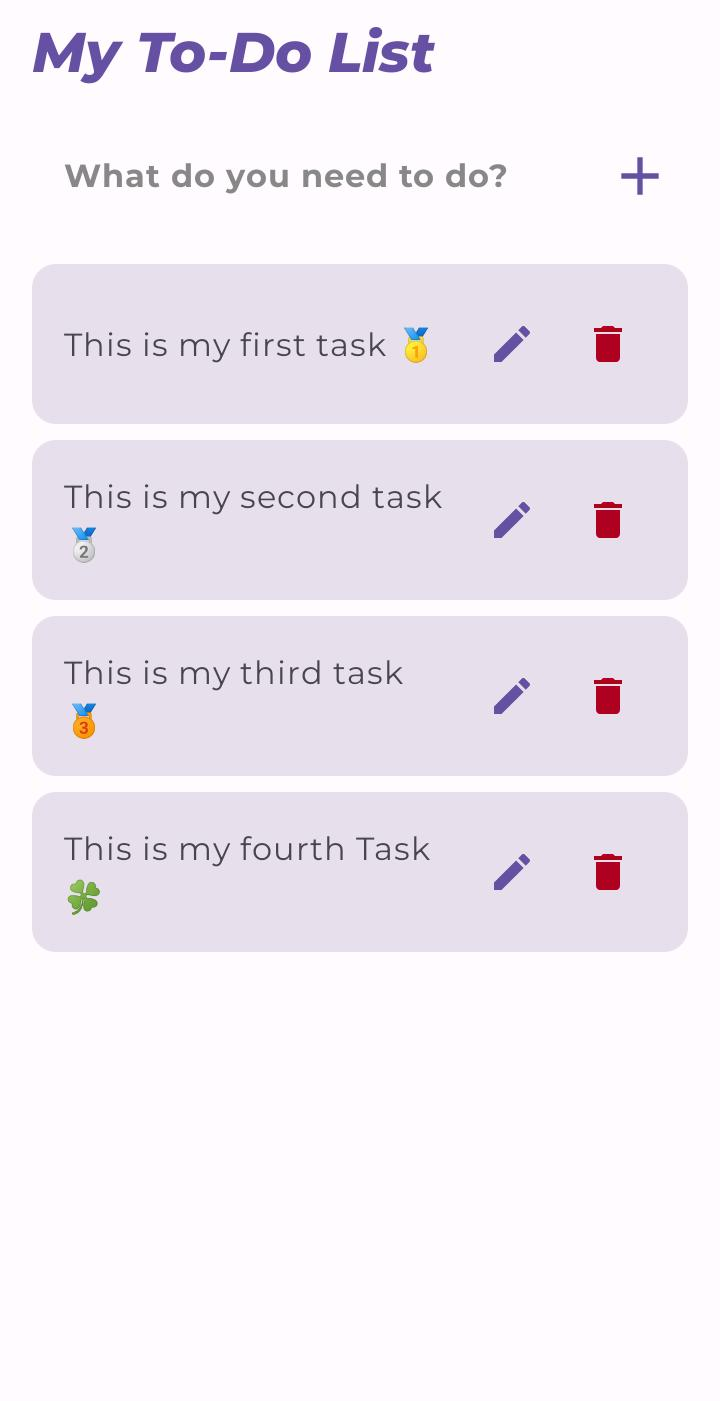 My To-Do List
What do you need to do?
This is my first task 🥇
This is my second task
🥈
This is my third task
🥉
This is my fourth Task
🍀